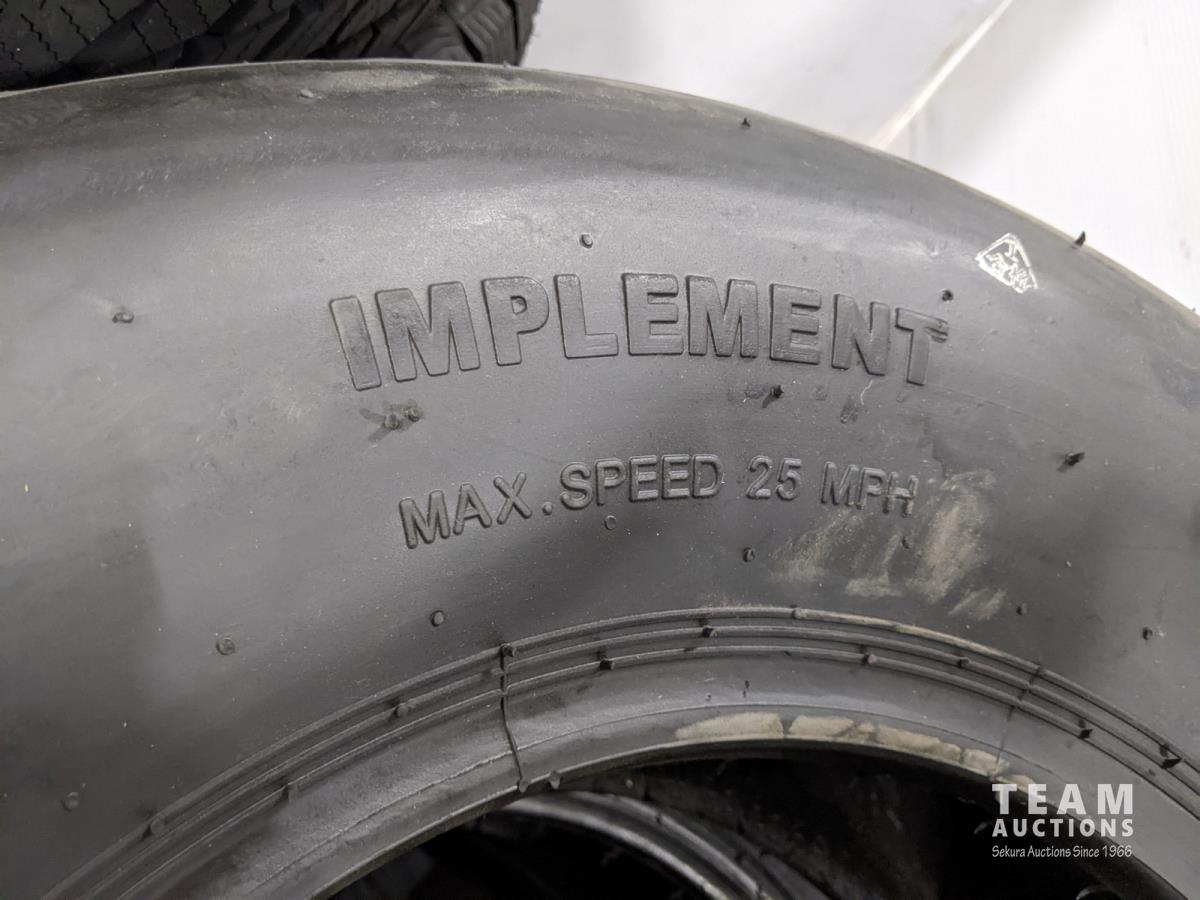 IMPLEMENT
MAX. SPEED 25 MPH
TEAM
AUCTIONS
Sekura Auctions Since 1966